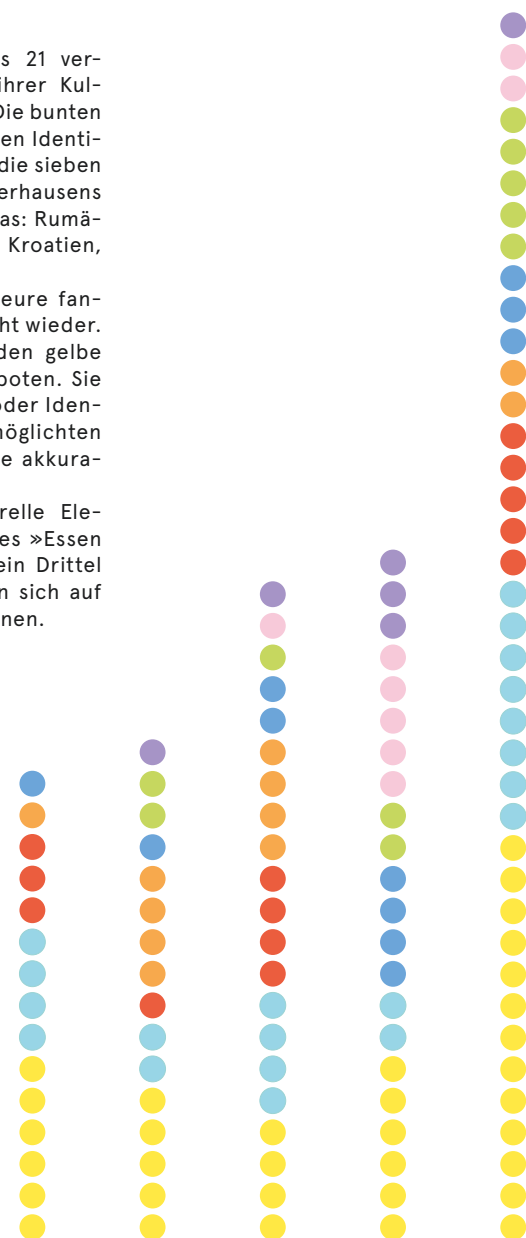 s 21 ver-
ihrer Kul-
Die bunten
en Identi-
die sieben
erhausens
as: Rumä-
Kroatien,
eure fan-
ht wieder.
den gelbe
boten. Sie
oder Iden-
möglichten
e akkura-
relle Ele-
es »Essen
ein Drittel
n sich auf
nen.